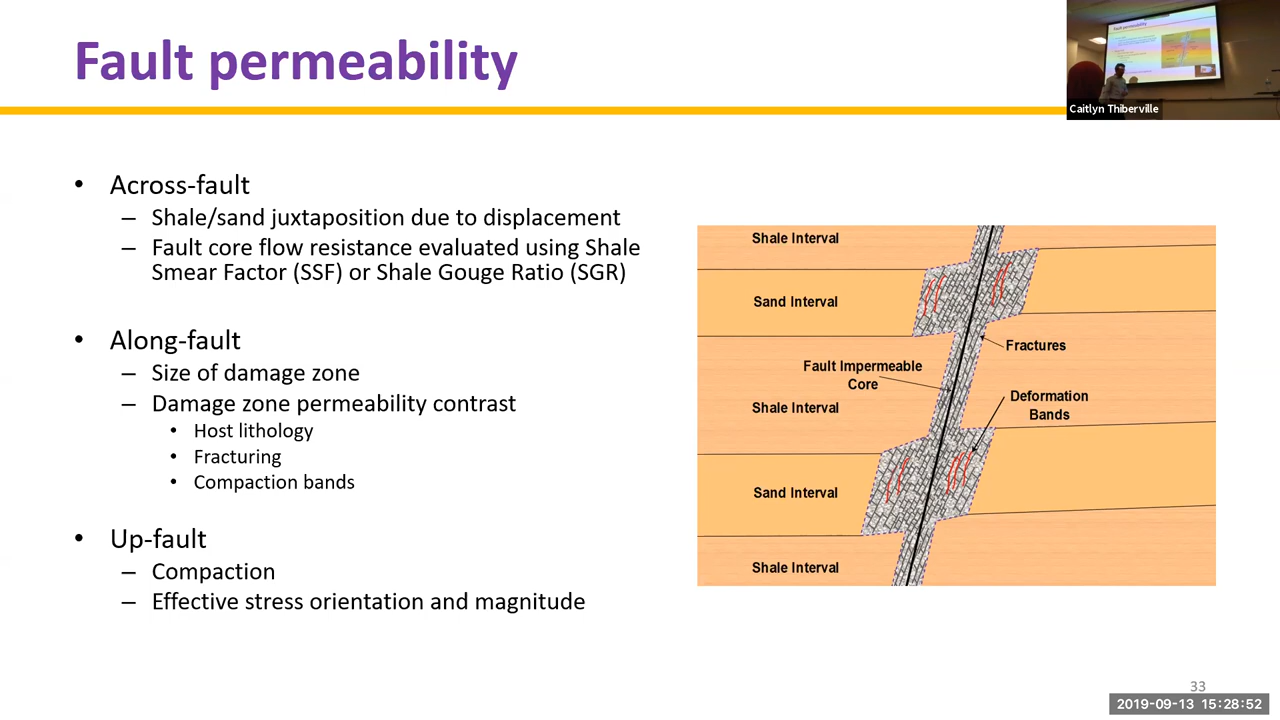 Fault permeability
Caitlyn Thiberville
• Across-fault
– Shale/sand juxtaposition due to displacement
– Fault core flow resistance evaluated using Shale
Smear Factor (SSF) or Shale Gouge Ratio (SGR)
• Along-fault
– Size of damage zone
– Damage zone permeability contrast
• Host lithology
• Fracturing
• Compaction bands
• Up-fault
– Compaction
– Effective stress orientation and magnitude
Shale Interval
Sand Interval
Fractures
Fault Impermeable
Core
Deformation
Bands
Shale Interval
Sand Interval
Shale Interval
33
2019-09-13 15:28:52